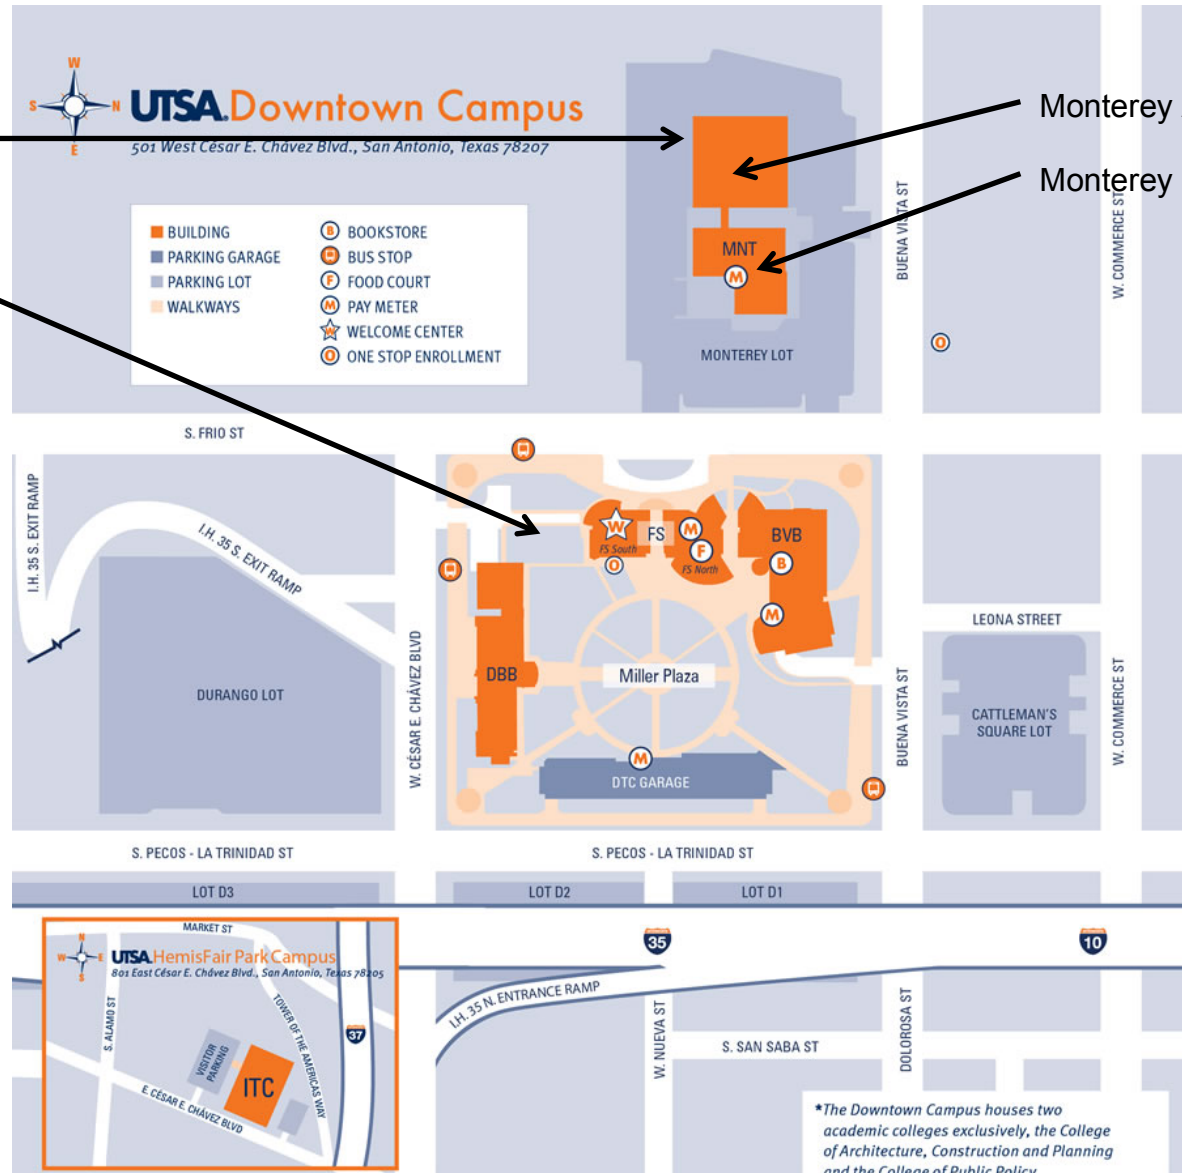 W
S
N
E
UTSA.Downtown Campus
501 West César E. Chávez Blvd., San Antonio, Texas 78207
Monterey
Monterey
BUILDING
PARKING GARAGE
PARKING LOT
WALKWAYS
B BOOKSTORE
BUS STOP
F FOOD COURT
M PAY METER
W WELCOME CENTER
O ONE STOP ENROLLMENT
MNT
M
MONTEREY LOT
BUENA VISTA ST
W. COMMERCE ST
O
S. FRIO ST
I.H. 35 S. EXIT RAMP
I.H. 35 S. EXIT RAMP
W
FS South
O
FS
M
F
FS North
BVB
B
M
LEONA STREET
DURANGO LOT
W. CÉSAR E. CHÁVEZ BLVD
DBB
Miller Plaza
M
DTC GARAGE
BUENA VISTA ST
CATTLEMAN'S
SQUARE LOT
W. COMMERCE ST
S. PECOS - LA TRINIDAD ST
S. PECOS - LA TRINIDAD ST
LOT D3
LOT D2
LOT D1
35
10
I.H. 35 N. ENTRANCE RAMP
W. NUEVA ST
S. SAN SABA ST
DOLOROSA ST
MARKET ST
N
W
E
S
UTSA.HemisFair Park Campus
801 East César E. Chávez Blvd., San Antonio, Texas 78205
S. ALAMO ST
TOWER OF THE AMERICAS WAY
37
VISITOR
PARKING
ITC
E. CÉSAR E. CHÁVEZ BLVD
*The Downtown Campus houses two
academic colleges exclusively, the College
of Architecture, Construction and Planning
and the College of Public Policy